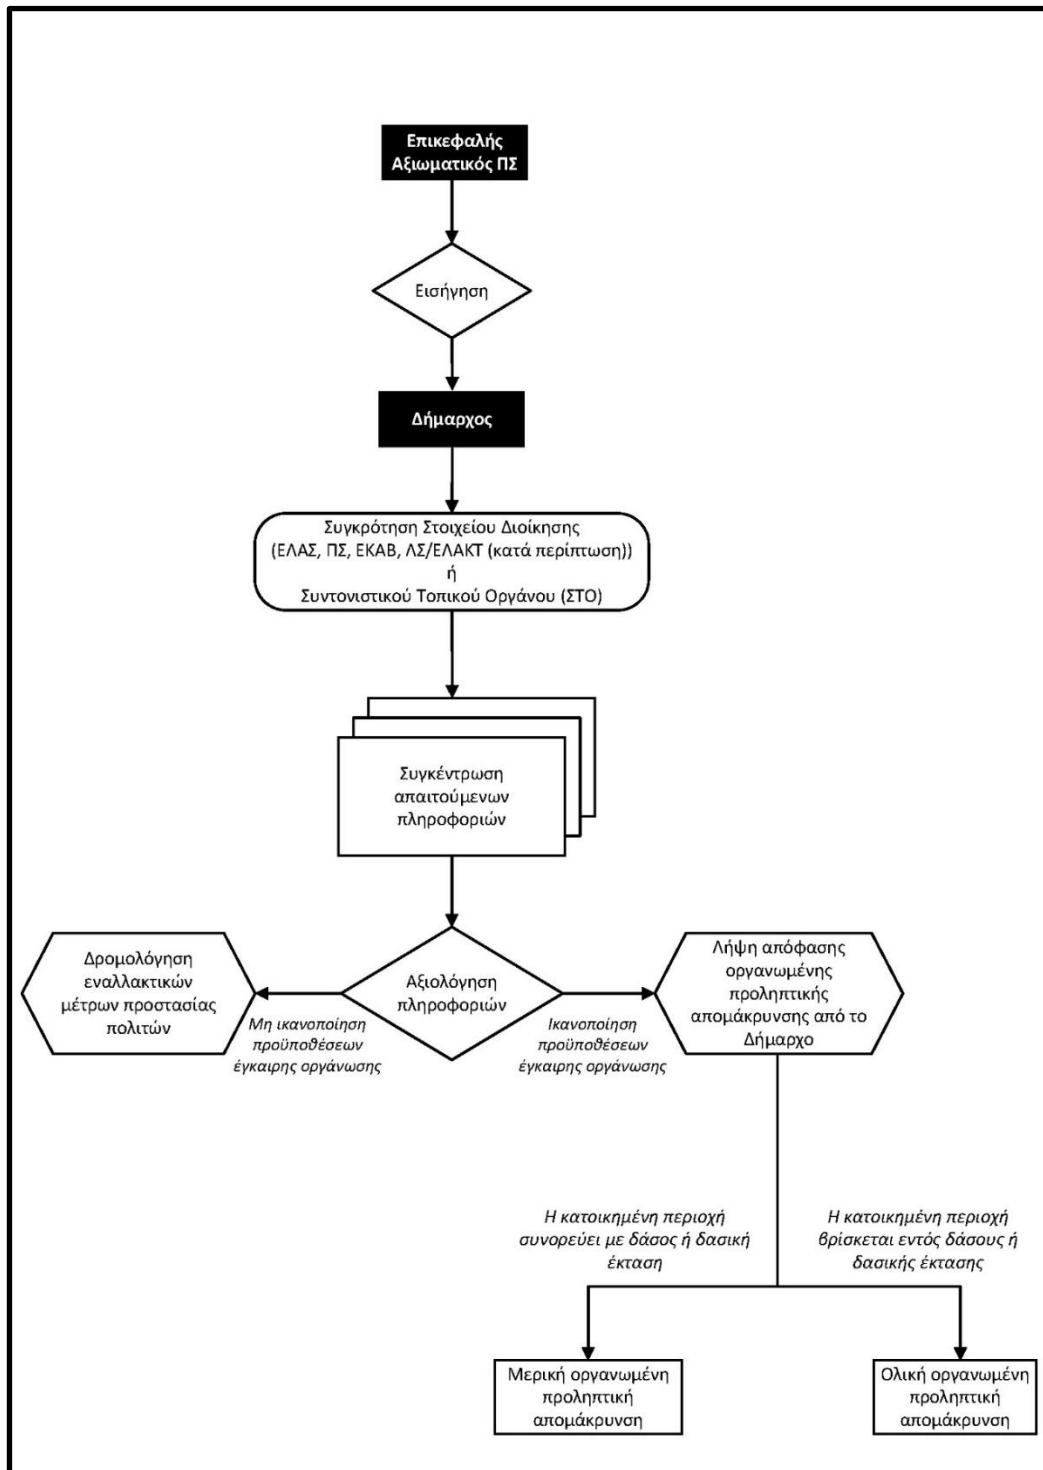 Επικεφαλής
Αξιωματικός ΠΣ
Εισήγηση
Δήμαρχος
Συγκρότηση Στοιχείου Διοίκησης
(ΕΛΑΣ, ΠΣ, ΕΚΑΒ, ΛΣ/ΕΛΑΚΤ (κατά περίπτωση))
ή
Συντονιστικού Τοπικού Οργάνου (ΣΤΟ)
Συγκέντρωση
απαιτούμενων
πληροφοριών
Δρομολόγηση
εναλλακτικών
μέτρων προστασίας
πολιτών
Μη ικανοποίηση
προϋποθέσεων
έγκαιρης οργάνωσης
Αξιολόγηση
πληροφοριών
Ικανοποίηση
προϋποθέσεων
έγκαιρης οργάνωσης
Λήψη απόφασης
οργανωμένης
προληπτικής
απομάκρυνσης από το
Δήμαρχο
Η κατοικημένη περιοχή
συνορεύει με δάσος ή δασική
έκταση
Η κατοικημένη περιοχή
βρίσκεται εντός δάσους ή
δασικής έκτασης
Μερική οργανωμένη
προληπτική
απομάκρυνση
Ολική οργανωμένη
προληπτική
απομάκρυνση